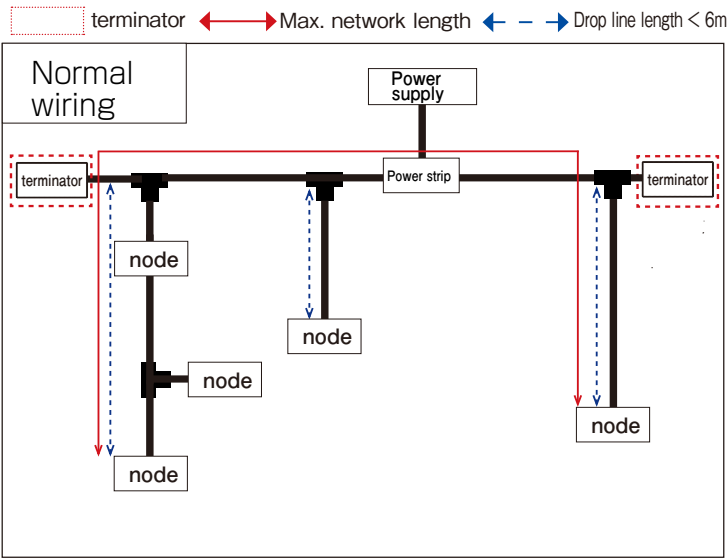 terminator
Max. network length
Drop line length < 6m
Normal
wiring
Power
supply
terminator
Power strip
terminator
node
node
node
node
node